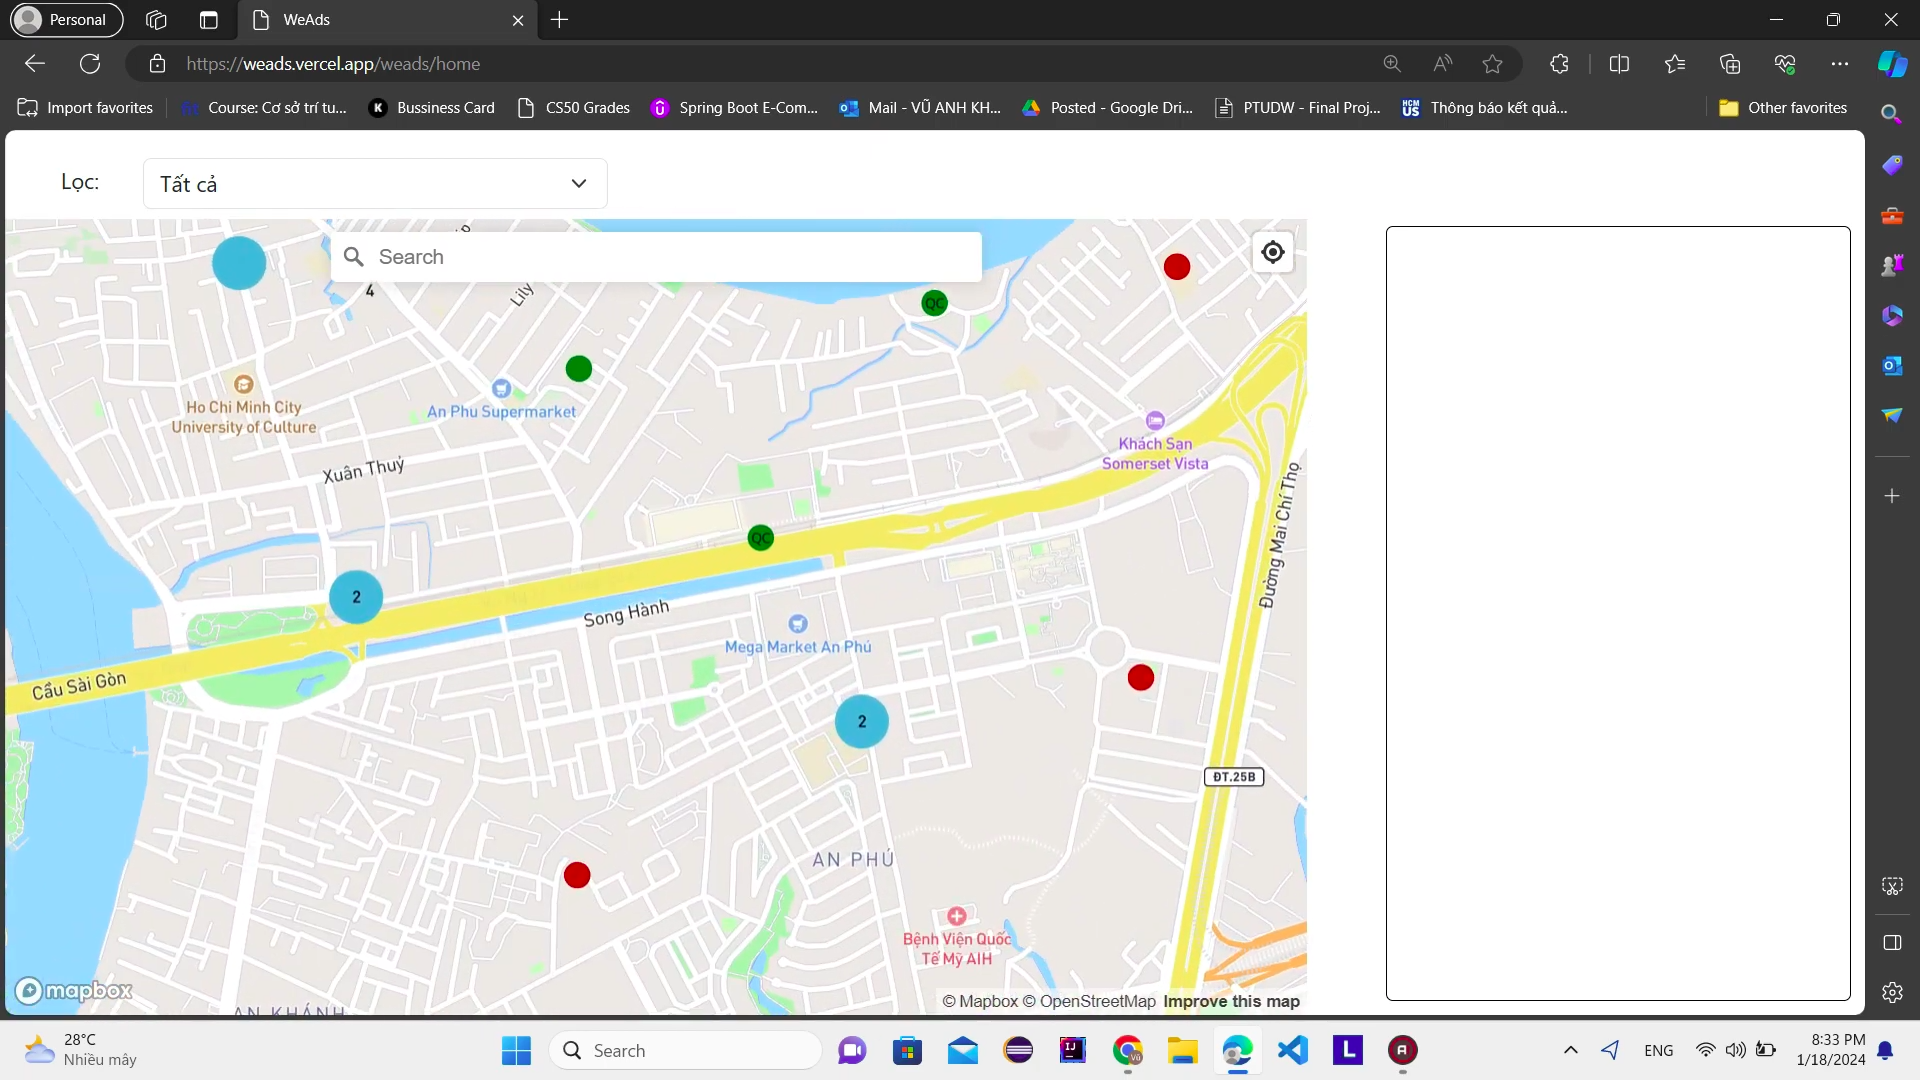 Personal
WeAds
https://weads.vercel.app/weads/home
Import favorites
Course: Cơ sở trí tu...
Bussiness Card
CS50 Grades
Spring Boot E-Com...
Mail - VŨ ANH KH...
Posted - Google Dri...
PTUDW - Final Proj...
Thông báo kết quả...
Other favorites
Lọc:
Tất cả
Search
4
Lily
QC
An Phu Supermarket
Ho Chi Minh City
University of Culture
Xuân Thuỷ
Khách Sạn
Somerset Vista
Đường Mai Chí Thọ
QC
2
Song Hành
Mega Market An Phú
Cầu Sài Gòn
2
ĐT.25B
AN PHÚ
Bệnh Viện Quốc
Tế Mỹ AIH
mapbox
AN KHÁNH
© Mapbox © OpenStreetMap Improve this map
28°C
Nhiều mây
Search
ENG
8:33 PM
1/18/2024